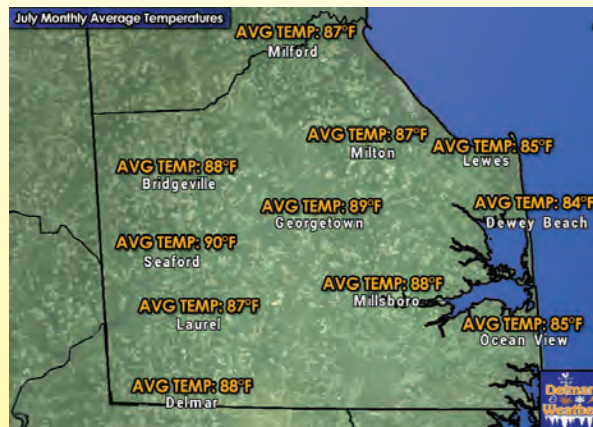 July Monthly Average Temperatures
AVG TEMP: 87°F
Milford
AVG TEMP: 87°F
Milton
AVG TEMP: 85°F
Lewes
AVG TEMP: 88°F
Bridgeville
AVG TEMP: 89°F
Georgetown
AVG TEMP: 84°F
Dewey Beach
AVG TEMP: 90°F
Seaford
AVG TEMP: 88°F
Millsboro
AVG TEMP: 87°F
Laurel
AVG TEMP: 85°F
Ocean View
AVG TEMP: 88°F
Delmar